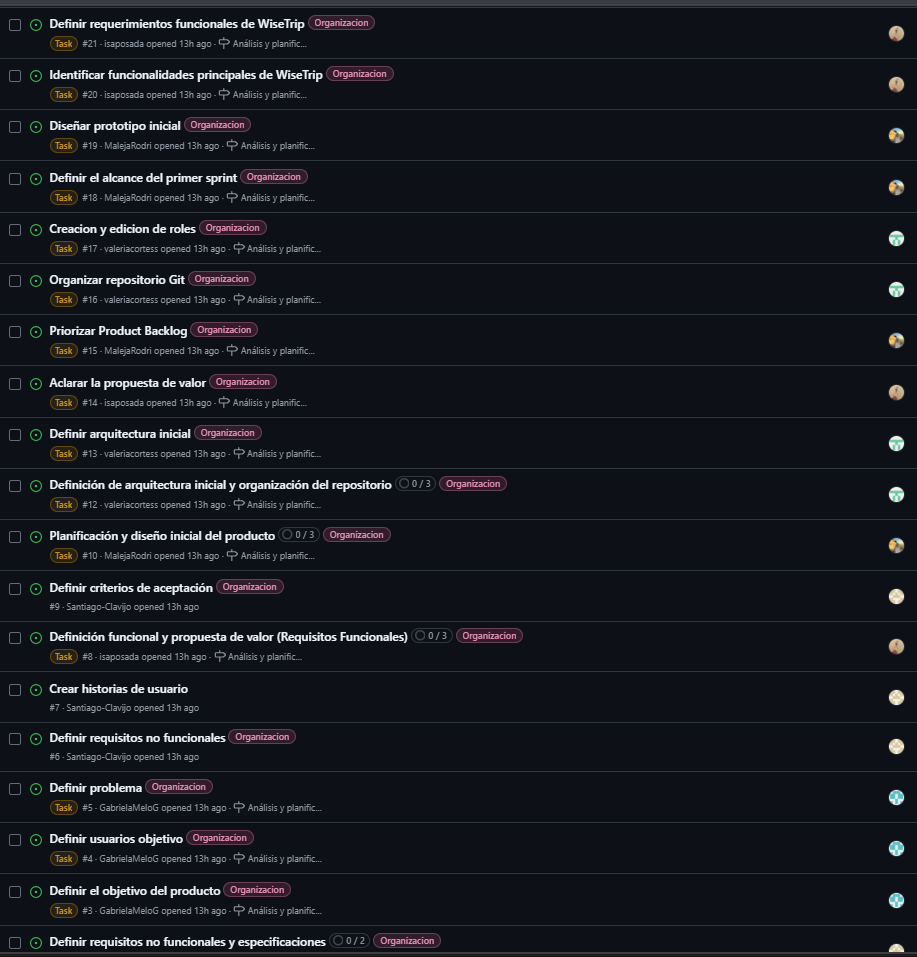 Definir requerimientos funcionales de WiseTrip Organizacion
Task #21 · isaposada opened 13h ago · Análisis y planific...
Identificar funcionalidades principales de WiseTrip Organizacion
Task #20 · isaposada opened 13h ago · Análisis y planific...
Diseñar prototipo inicial Organizacion
Task #19 · MalejaRodri opened 13h ago · Análisis y planific...
Definir el alcance del primer sprint Organizacion
Task #18 · MalejaRodri opened 13h ago · Análisis y planific...
Creacion y edicion de roles Organizacion
Task #17 · valeriacortess opened 13h ago · Análisis y planific...
Organizar repositorio Git Organizacion
Task #16 · valeriacortess opened 13h ago · Análisis y planific...
Priorizar Product Backlog Organizacion
Task #15 · MalejaRodri opened 13h ago · Análisis y planific...
Aclarar la propuesta de valor Organizacion
Task #14 · isaposada opened 13h ago · Análisis y planific...
Definir arquitectura inicial Organizacion
Task #13 · valeriacortess opened 13h ago · Análisis y planific...
Definición de arquitectura inicial y organización del repositorio 0 / 3 Organizacion
Task #12 · valeriacortess opened 13h ago · Análisis y planific...
Planificación y diseño inicial del producto 0 / 3 Organizacion
Task #10 · MalejaRodri opened 13h ago · Análisis y planific...
Definir criterios de aceptación Organizacion
#9 · Santiago-Clavijo opened 13h ago
Definición funcional y propuesta de valor (Requisitos Funcionales) 0 / 3 Organizacion
Task #8 · isaposada opened 13h ago · Análisis y planific...
Crear historias de usuario
#7 · Santiago-Clavijo opened 13h ago
Definir requisitos no funcionales Organizacion
#6 · Santiago-Clavijo opened 13h ago
Definir problema Organizacion
Task #5 · GabrielaMeloG opened 13h ago · Análisis y planific...
Definir usuarios objetivo Organizacion
Task #4 · GabrielaMeloG opened 13h ago · Análisis y planific...
Definir el objetivo del producto Organizacion
Task #3 · GabrielaMeloG opened 13h ago · Análisis y planific...
Definir requisitos no funcionales y especificaciones 0 / 2 Organizacion